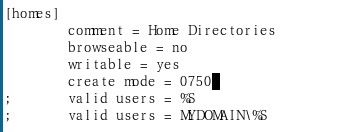 [homes]
        comment = Home Directories
        browseable = no
        writable = yes
        create mode = 0750
;       valid users = %S
;       valid users = MYDOMAIN\%S